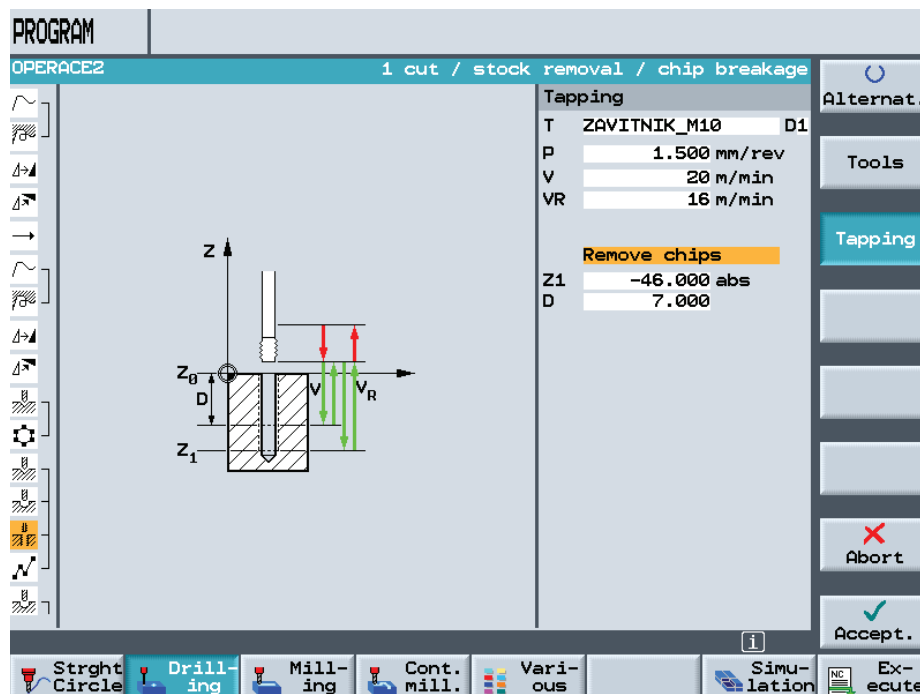 PROGRAM
OPERACE2 1 cut / stock removal / chip breakage
Alternat.
Tapping
T ZAVITNIK_M10 D1
P 1.500 mm/rev
V 20 m/min
VR 16 m/min
Tools
Tapping
Remove chips
Z1 -46.000 abs
D 7.000
Z
Z0
D
V
VR
Z1
Abort
i
Accept.
Strght Circle
Drill-ing
Mill-ing
Cont. mill.
Vari-ous
Simu-lation
NC
Ex-ecute